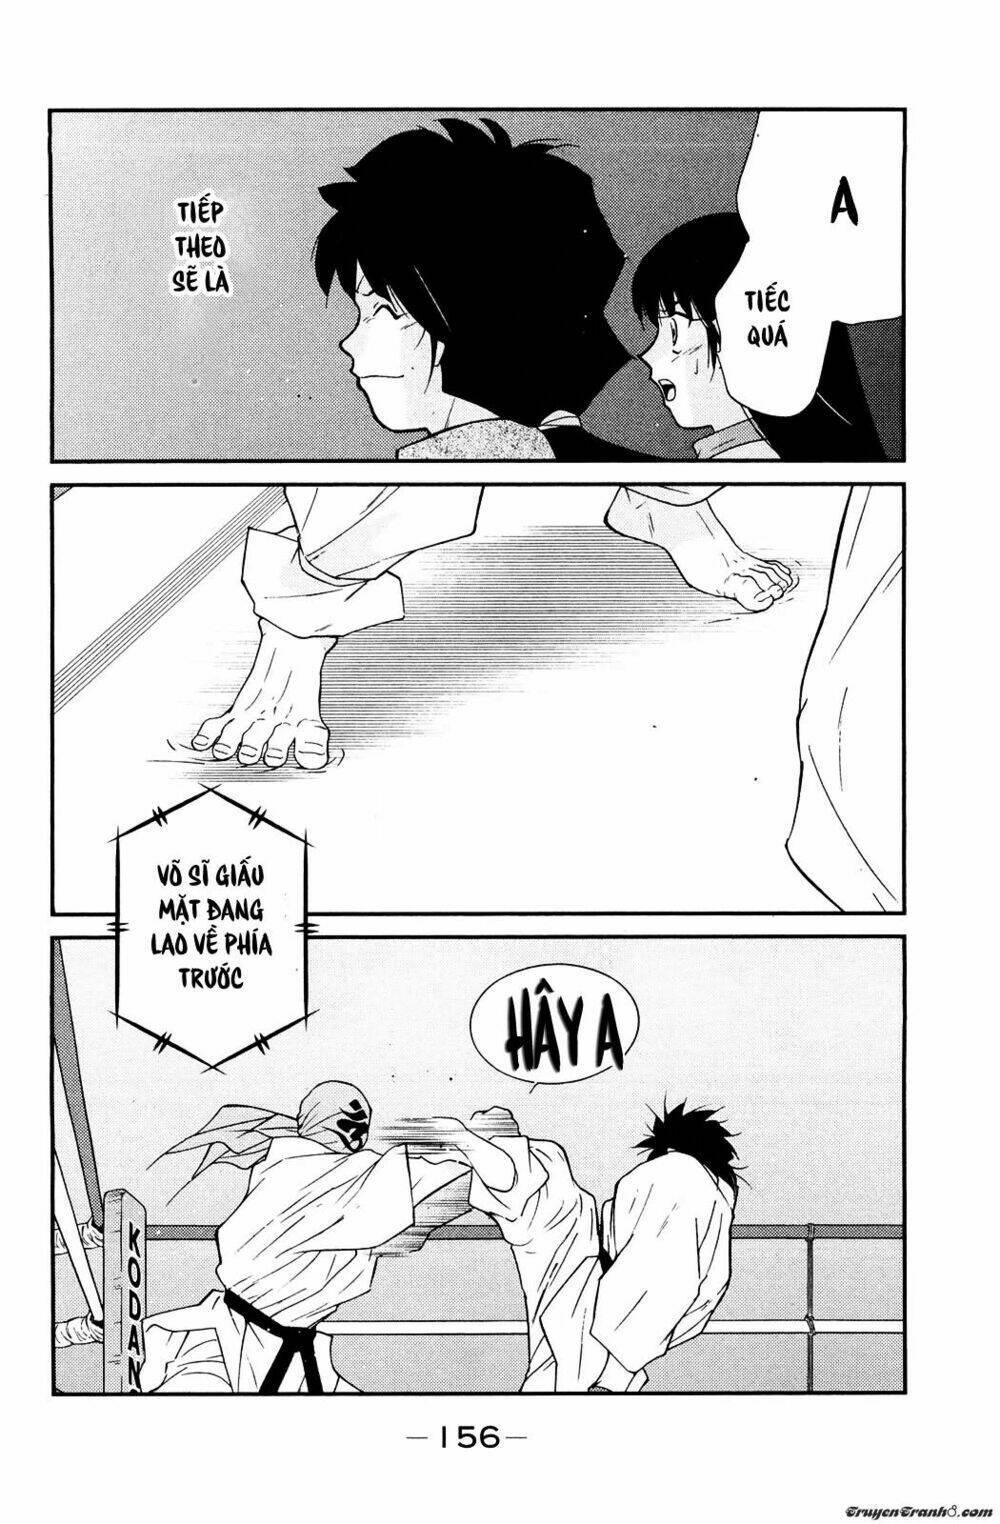 A
TIẾC
QUÁ
TIẾP
THEO
SẼ LÀ
VÕ SĨ GIẤU
MẶT ĐANG
LAO VỀ PHÍA
TRƯỚC
HÂY A
KODAN
- 156 -
TruyenTranh8.com